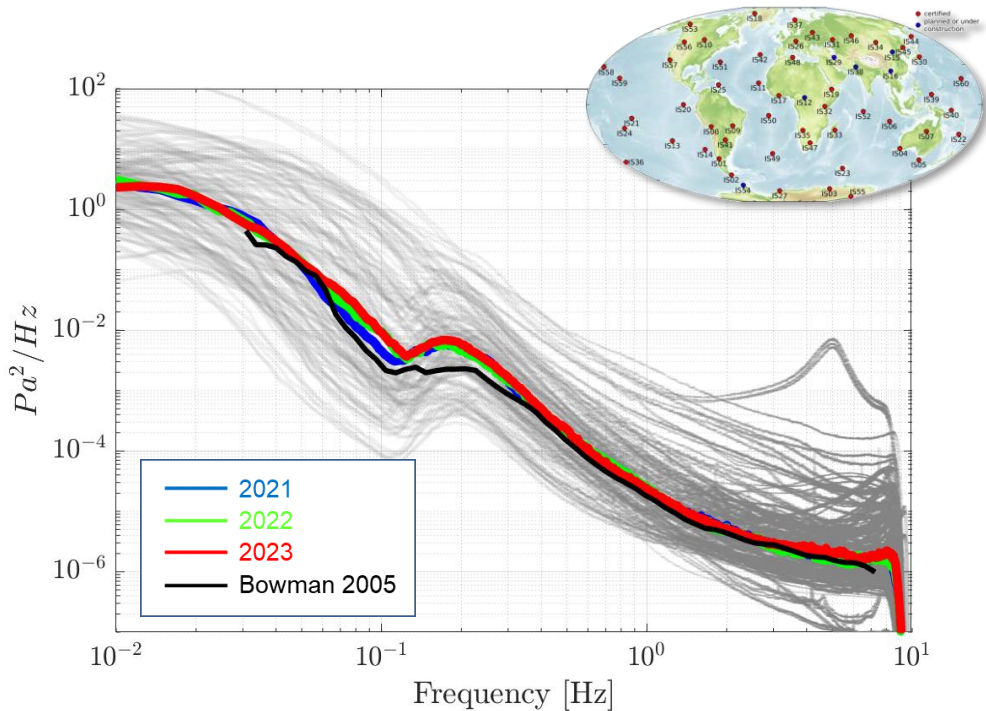 certified
planned or under
construction
IS18
IS53
IS37
IS43
IS44
IS56
IS10
IS26
IS31
IS46
IS34
IS45
IS15
IS30
IS57
IS51
IS42
IS48
IS29
IS16
IS58
IS59
IS25
IS11
IS17
IS12
IS19
IS39
IS60
IS20
IS32
IS52
IS40
IS21
IS24
IS50
IS06
IS08
IS09
IS35
IS33
IS07
IS22
IS13
IS14
IS41
IS47
IS04
IS05
IS36
IS01
IS49
IS23
IS02
IS54
IS27
IS03
IS55
10²
10⁰
10⁻²
10⁻⁴
10⁻⁶
Pa²/Hz
2021
2022
2023
Bowman 2005
10⁻²
10⁻¹
10⁰
10¹
Frequency [Hz]